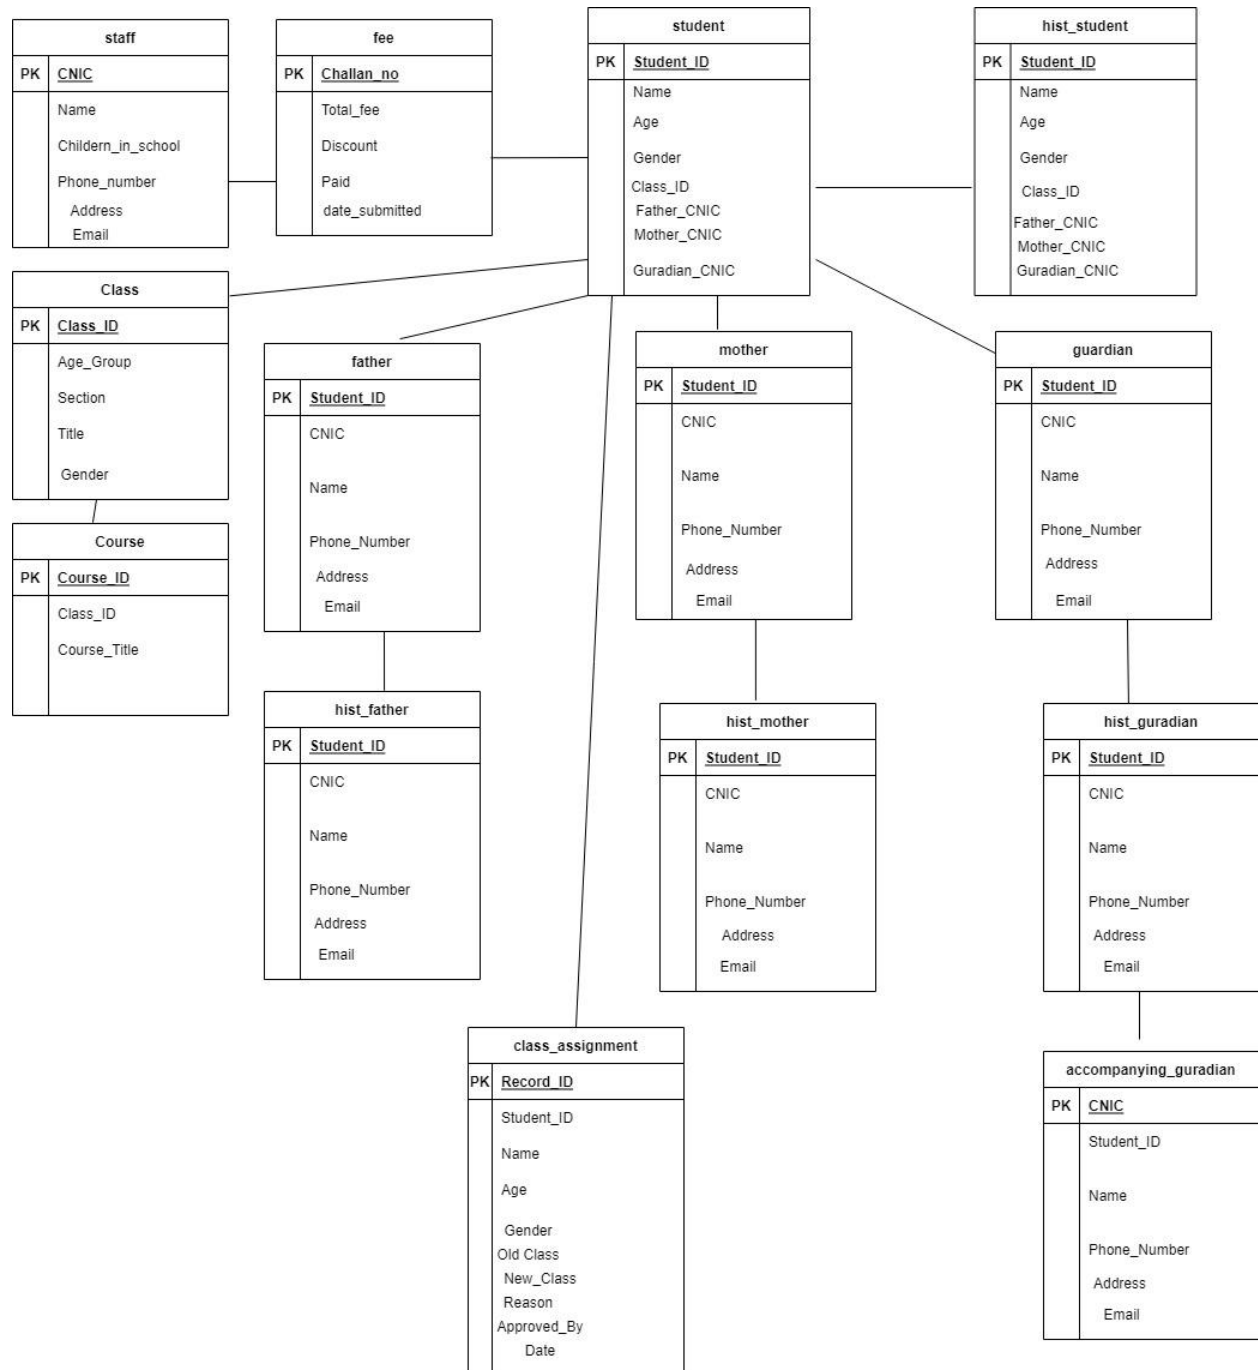 staff
PK CNIC
Name
Childern_in_school
Phone_number
Address
Email
fee
PK Challan_no
Total_fee
Discount
Paid
date_submitted
student
PK Student_ID
Name
Age
Gender
Class_ID
Father_CNIC
Mother_CNIC
Guradian_CNIC
hist_student
PK Student_ID
Name
Age
Gender
Class_ID
Father_CNIC
Mother_CNIC
Guradian_CNIC
Class
PK Class_ID
Age_Group
Section
Title
Gender
father
PK Student_ID
CNIC
Name
Phone_Number
Address
Email
mother
PK Student_ID
CNIC
Name
Phone_Number
Address
Email
guardian
PK Student_ID
CNIC
Name
Phone_Number
Address
Email
Course
PK Course_ID
Class_ID
Course_Title
hist_father
PK Student_ID
CNIC
Name
Phone_Number
Address
Email
hist_mother
PK Student_ID
CNIC
Name
Phone_Number
Address
Email
hist_guradian
PK Student_ID
CNIC
Name
Phone_Number
Address
Email
class_assignment
PK Record_ID
Student_ID
Name
Age
Gender
Old Class
New_Class
Reason
Approved_By
Date
accompanying_guradian
PK CNIC
Student_ID
Name
Phone_Number
Address
Email